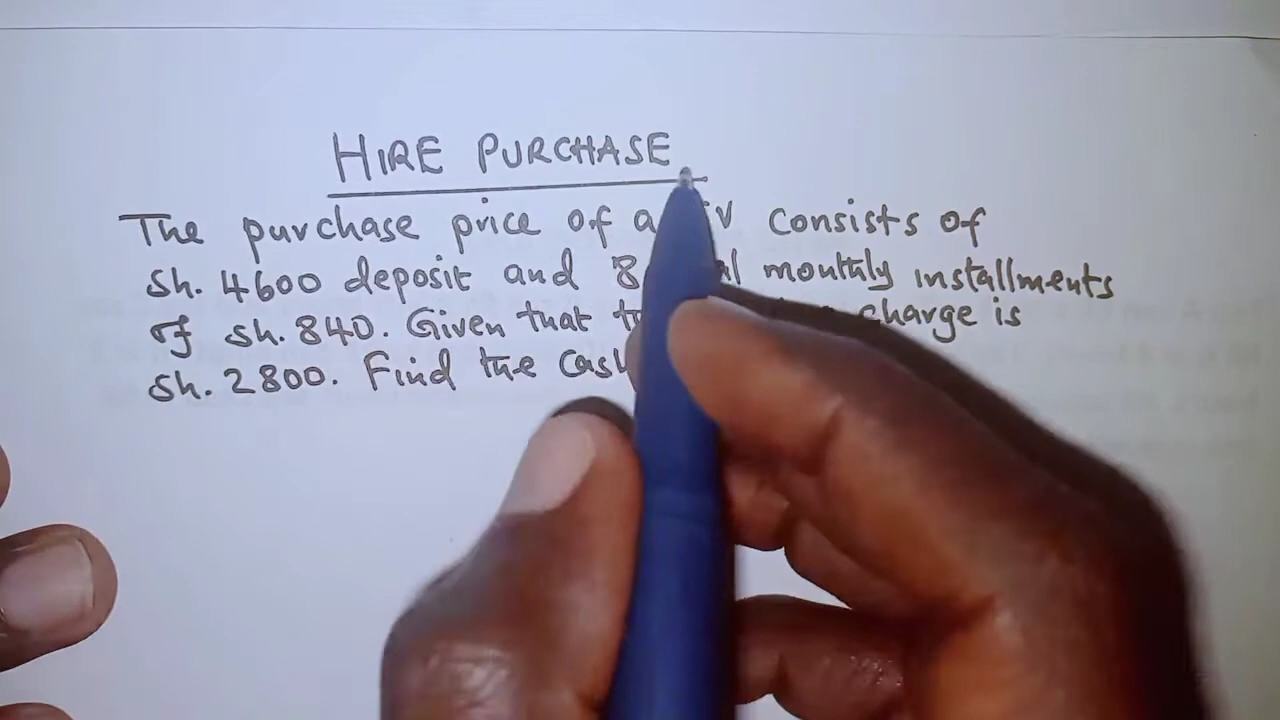 HIRE PURCHASE
The purchase price of a consists of
sh. 4600 deposit and 8 monthly installments
of sh. 840. Given that charge is
sh. 2800. Find the cash